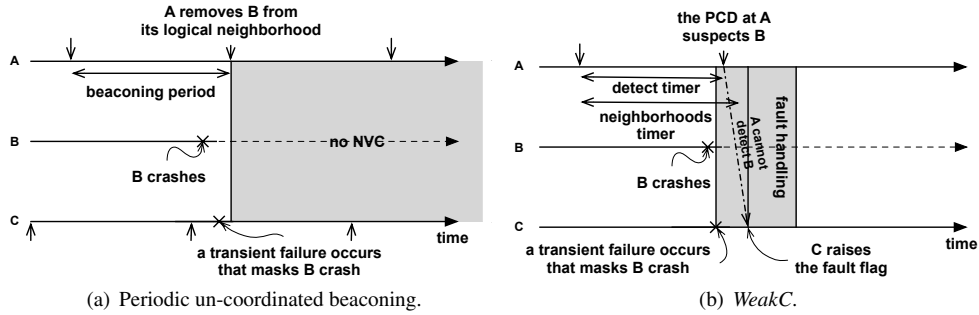 A removes B from
its logical neighborhood
A
beaconing period
B
no NVC
B crashes
C
time
a transient failure occurs
that masks B crash
(a) Periodic un-coordinated beaconing.
the PCD at A
suspects B
A
detect timer
neighborhoods
timer
A cannot
detect B
fault handling
B
B crashes
C
time
a transient failure occurs
that masks B crash
C raises
the fault flag
(b) WeakC.